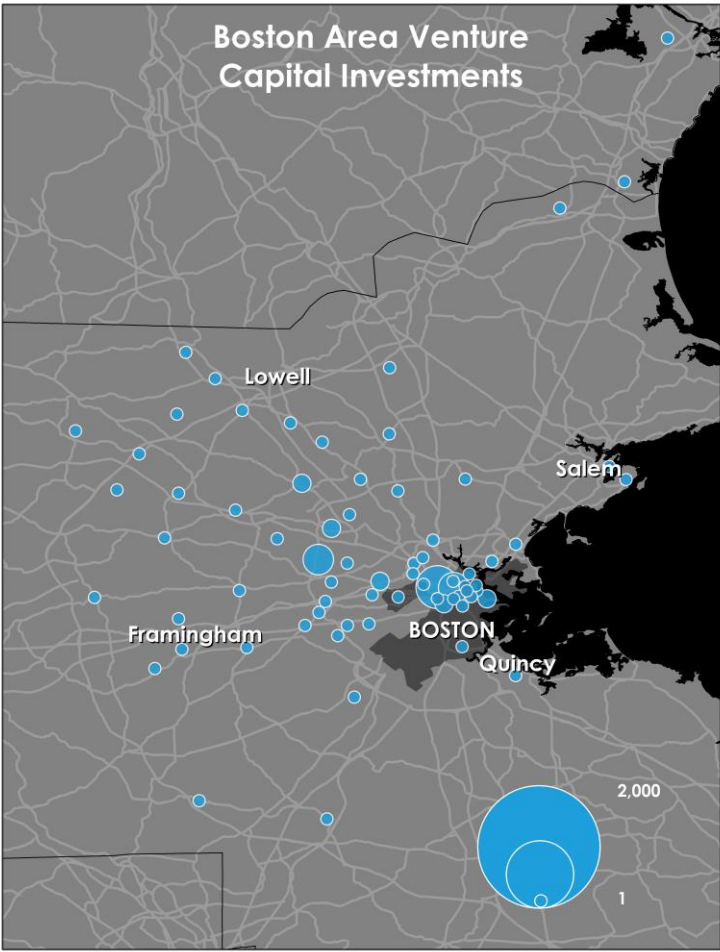 Boston Area Venture
Capital Investments
Lowell
Salem
BOSTON
Framingham
Quincy
2,000
1